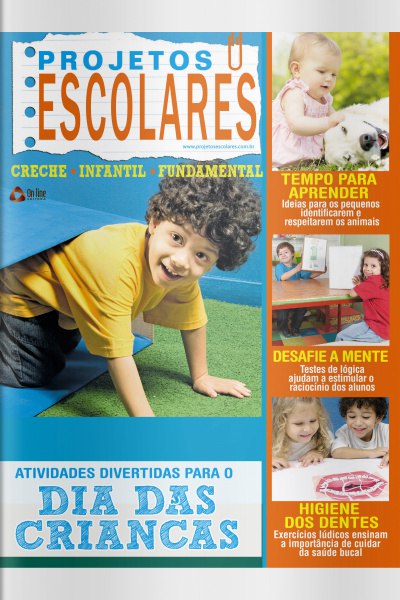 PROJETOS
ESCOLARES
www.projetosescolares.com.br
CRECHE • INFANTIL • FUNDAMENTAL
On line
EDITORA
TEMPO PARA
APRENDER
Ideias para os pequenos
identificarem e
respeitarem os animais
DESAFIE A MENTE
Testes de lógica
ajudam a estimular o
raciocínio dos alunos
HIGIENE
DOS DENTES
Exercícios lúdicos ensinam
a importância de cuidar
da saúde bucal
ATIVIDADES DIVERTIDAS PARA O
DIA DAS
CRIANÇAS